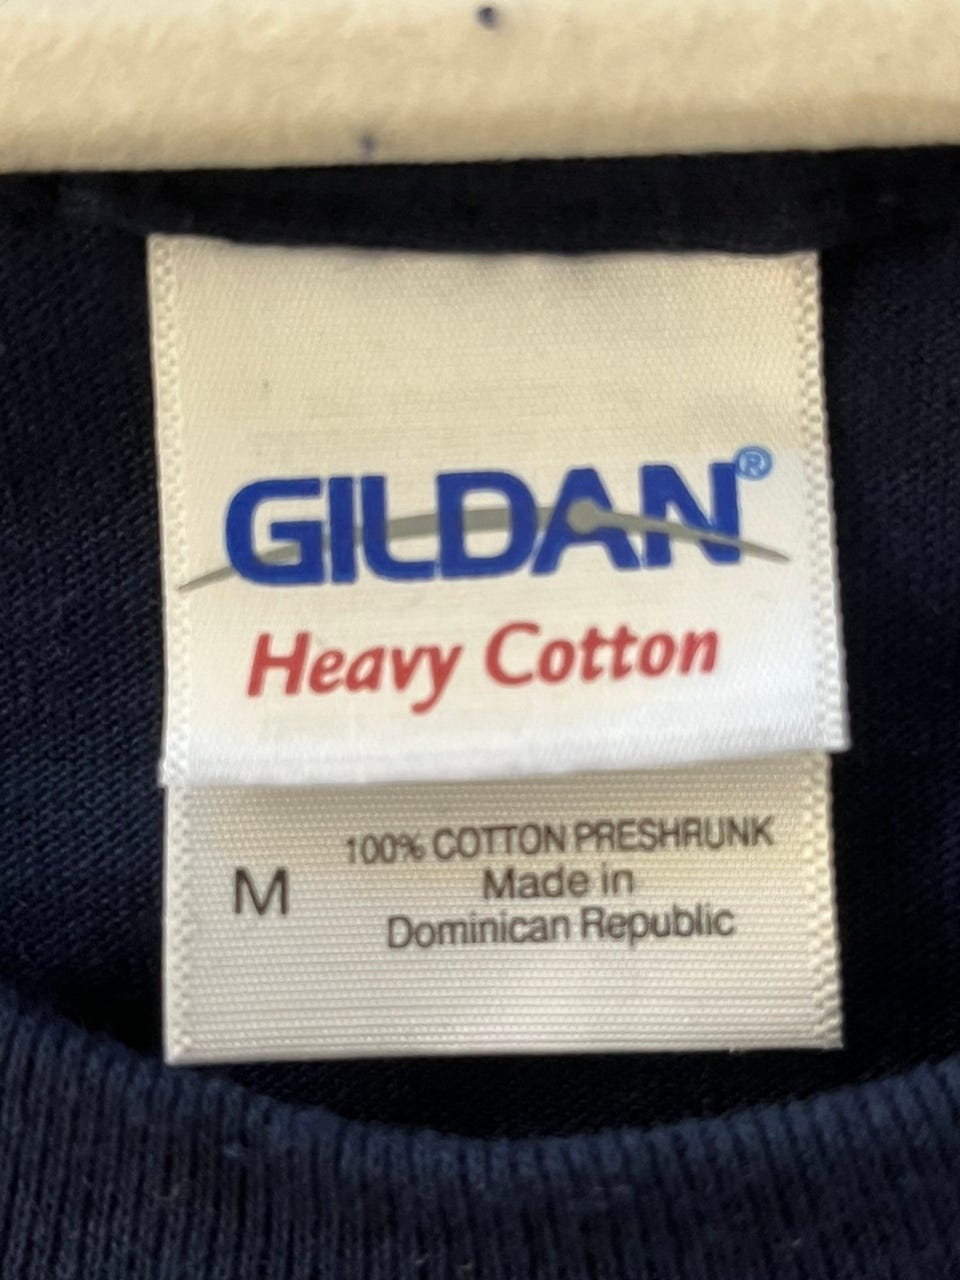 GILDAN®
Heavy Cotton
100% COTTON PRESHRUNK
M
Made in
Dominican Republic